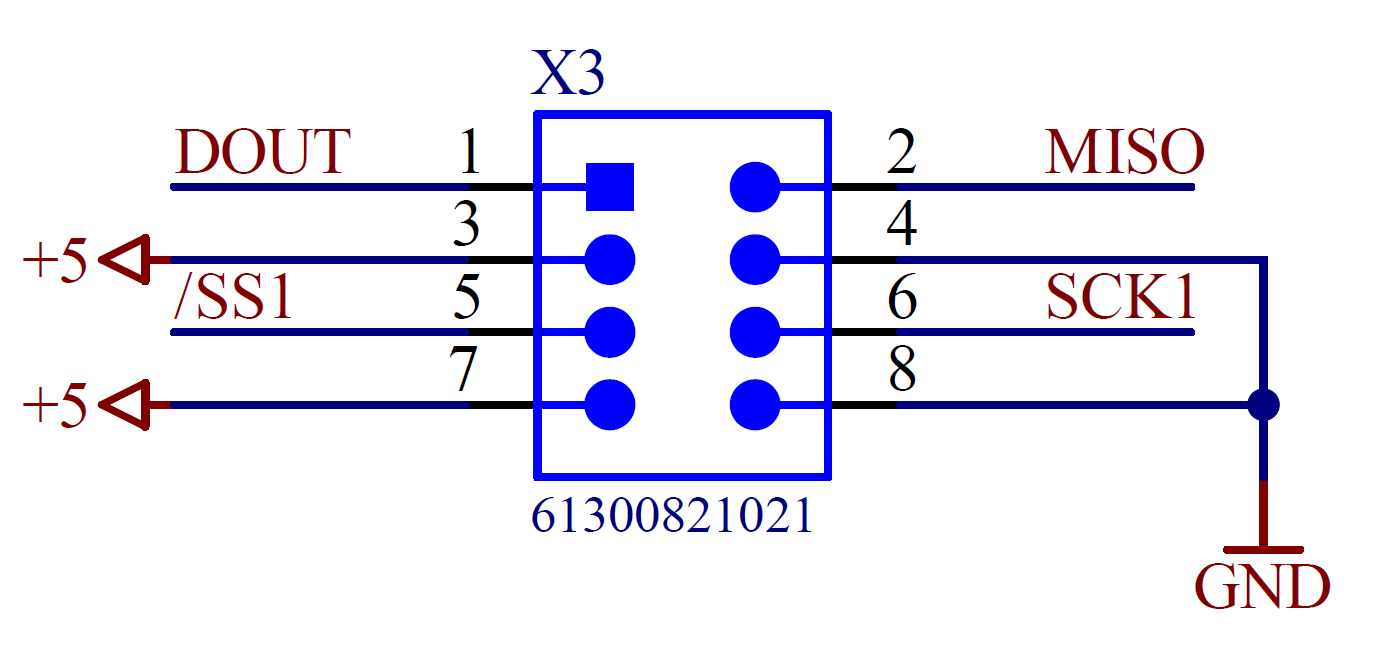 X3
DOUT 1 2 MISO
3 4
+5
/SS1 5 6 SCK1
7 8
+5
61300821021
GND